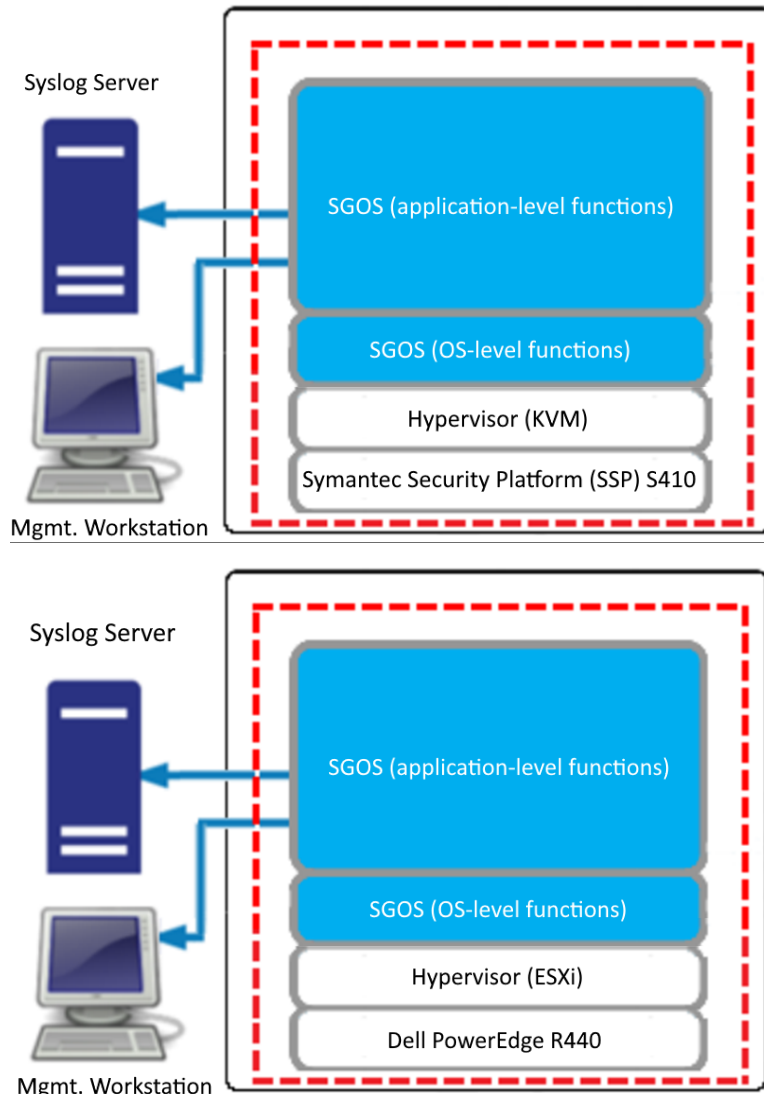 Syslog Server
SGOS (application-level functions)
SGOS (OS-level functions)
Hypervisor (KVM)
Symantec Security Platform (SSP) S410
Mgmt. Workstation
Syslog Server
SGOS (application-level functions)
SGOS (OS-level functions)
Hypervisor (ESXi)
Dell PowerEdge R440
Mgmt. Workstation